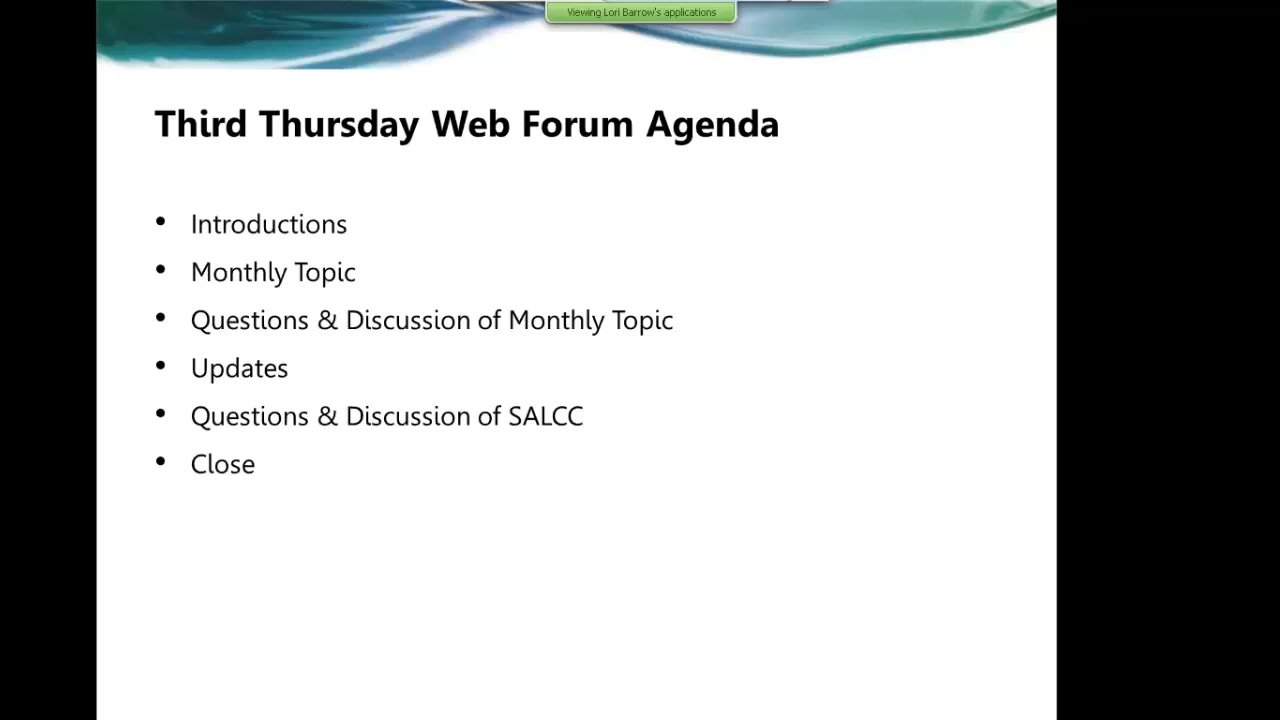 Viewing Lori Barrow's applications
Third Thursday Web Forum Agenda
• Introductions
• Monthly Topic
• Questions & Discussion of Monthly Topic
• Updates
• Questions & Discussion of SALCC
• Close